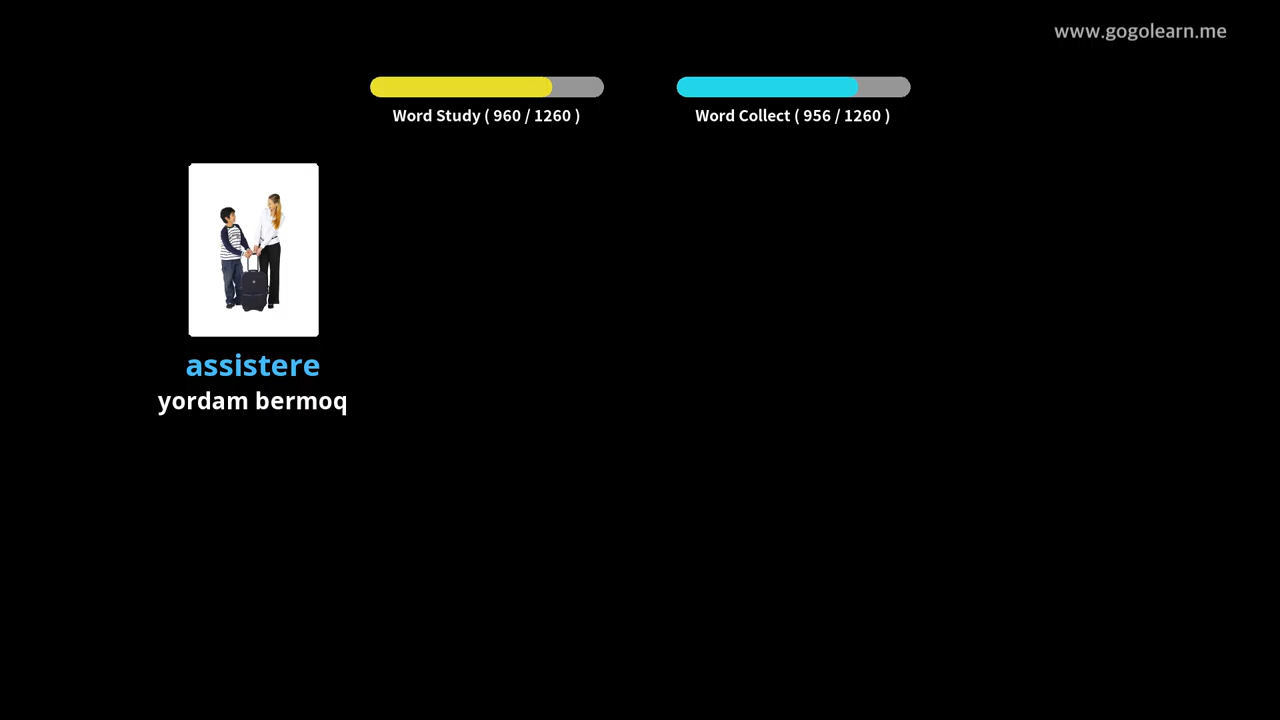 www.gogolearn.me
Word Study ( 960 / 1260 )
Word Collect ( 956 / 1260 )
assistere
yordam bermoq